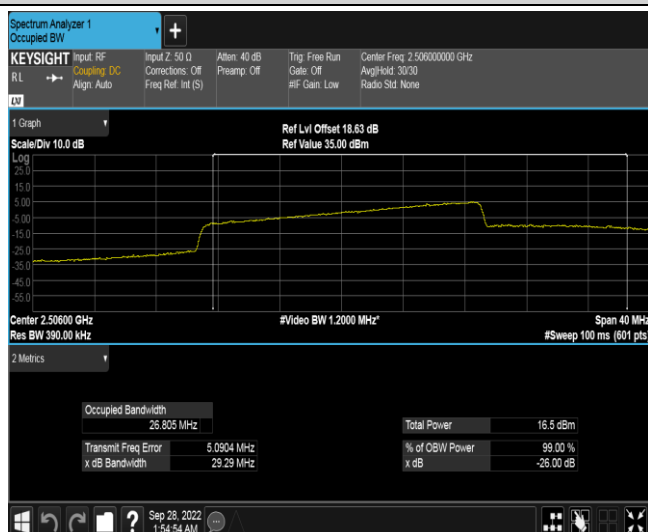 Spectrum Analyzer 1
Occupied BW
+
KEYSIGHT
R L
LXI
Input: RF
Coupling: DC
Align: Auto
Input Z: 50 Ω
Corrections: Off
Freq Ref: Int (S)
Atten: 40 dB
Preamp: Off
Trig: Free Run
Gate: Off
#IF Gain: Low
Center Freq: 2.506000000 GHz
Avg|Hold: 30/30
Radio Std: None
1 Graph
Scale/Div 10.0 dB
Ref Lvl Offset 18.63 dB
Ref Value 35.00 dBm
Log
25.0
15.0
5.00
-5.00
-15.0
-25.0
-35.0
-45.0
-55.0
Center 2.50600 GHz
#Video BW 1.2000 MHz*
Span 40 MHz
Res BW 390.00 kHz
#Sweep 100 ms (601 pts)
2 Metrics
Occupied Bandwidth
26.805 MHz
Total Power 16.5 dBm
Transmit Freq Error 5.0904 MHz
% of OBW Power 99.00 %
x dB Bandwidth 29.29 MHz
x dB -26.00 dB
?
Sep 28, 2022
1:54:54 AM